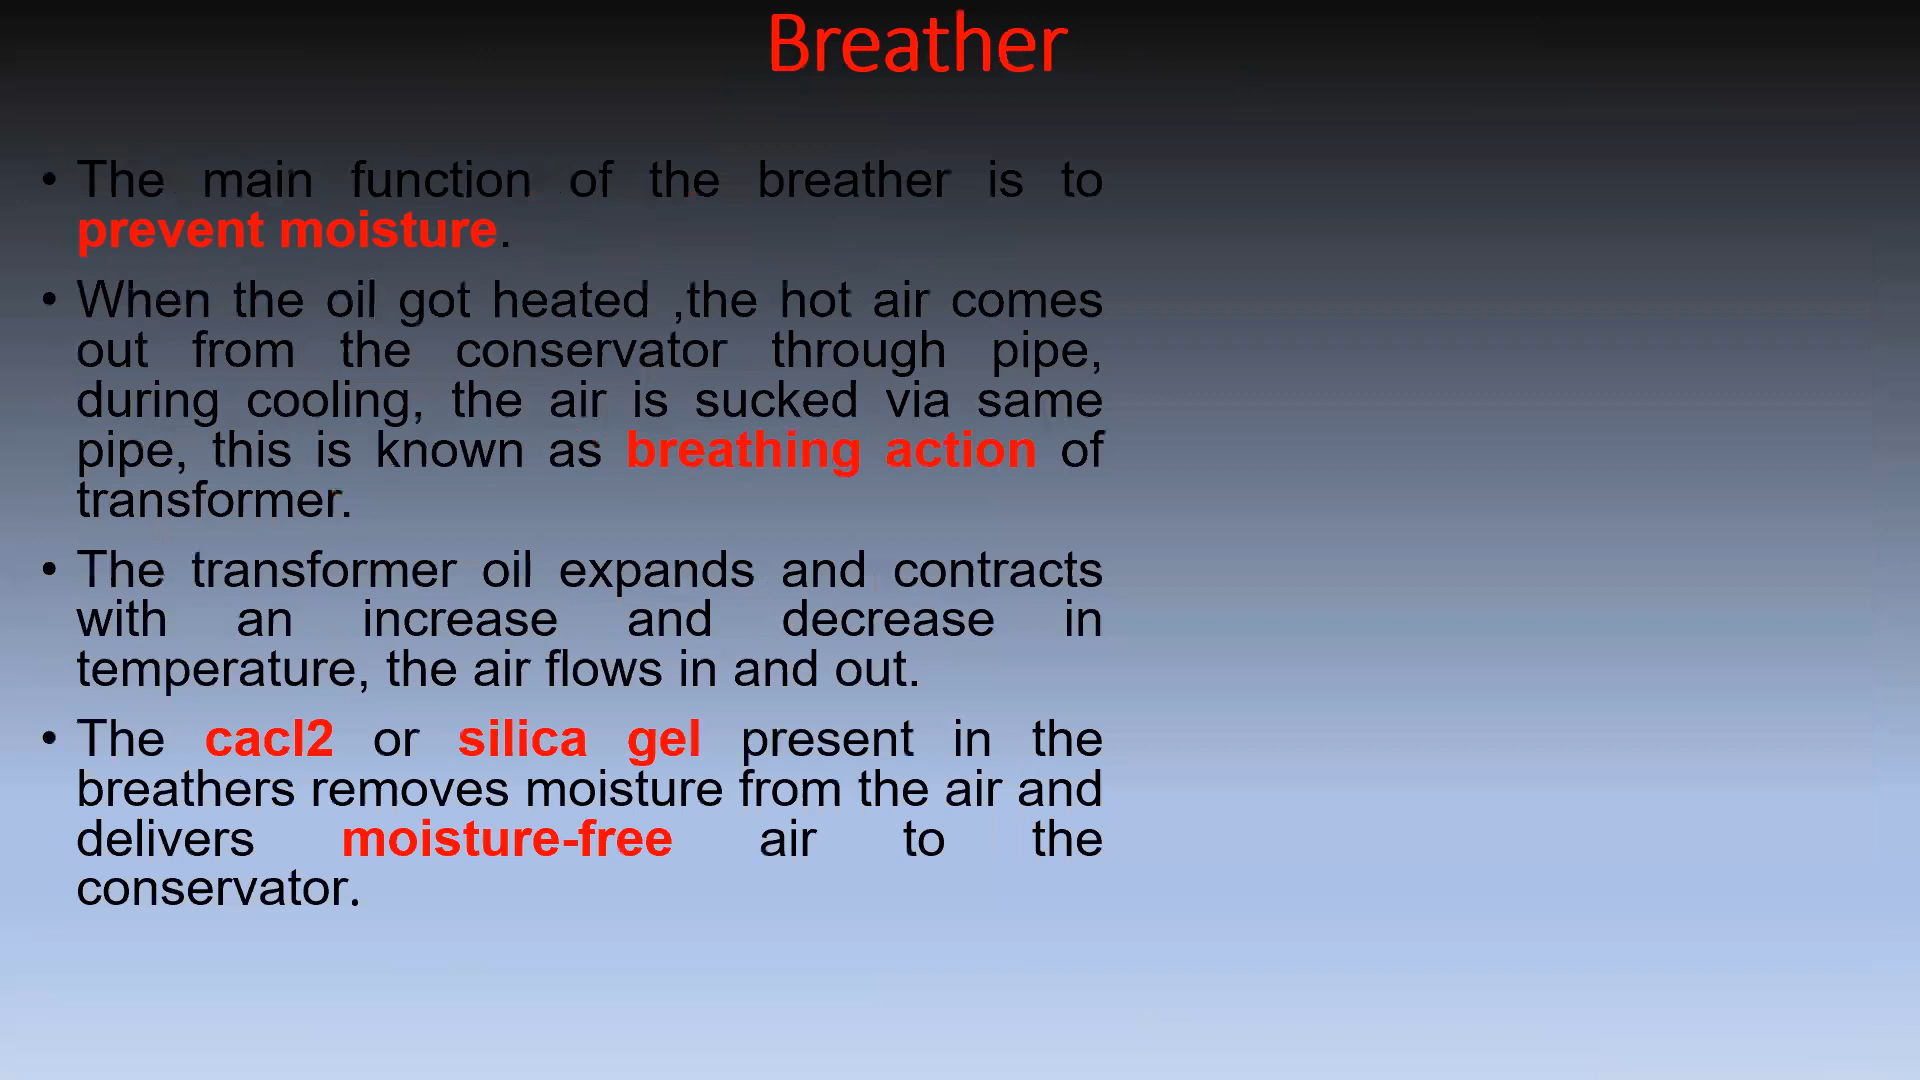 Breather
• The main function of the breather is to
prevent moisture.
• When the oil got heated ,the hot air comes
out from the conservator through pipe,
during cooling, the air is sucked via same
pipe, this is known as breathing action of
transformer.
• The transformer oil expands and contracts
with an increase and decrease in
temperature, the air flows in and out.
• The cacl2 or silica gel present in the
breathers removes moisture from the air and
delivers moisture-free air to the
conservator.